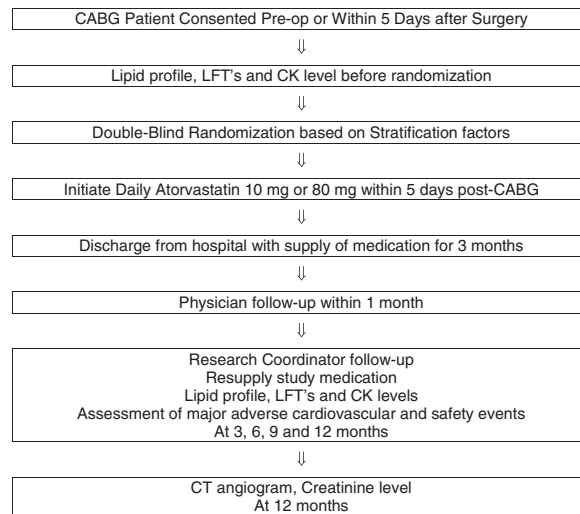 CABG Patient Consented Pre-op or Within 5 Days after Surgery
⇓
Lipid profile, LFT's and CK level before randomization
⇓
Double-Blind Randomization based on Stratification factors
⇓
Initiate Daily Atorvastatin 10 mg or 80 mg within 5 days post-CABG
⇓
Discharge from hospital with supply of medication for 3 months
⇓
Physician follow-up within 1 month
⇓
Research Coordinator follow-up
Resupply study medication
Lipid profile, LFT's and CK levels
Assessment of major adverse cardiovascular and safety events
At 3, 6, 9 and 12 months
⇓
CT angiogram, Creatinine level
At 12 months